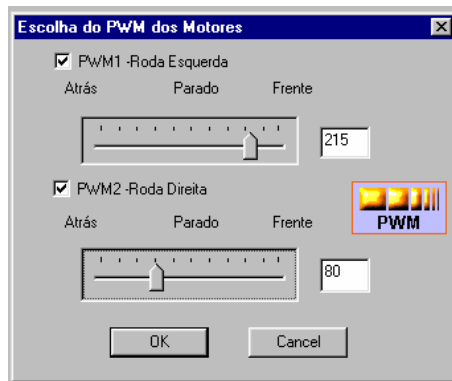 Escolha do PWM dos Motores
PWM1 -Roda Esquerda
Atrás Parado Frente
215
PWM2 -Roda Direita
Atrás Parado Frente
PWM
80
OK Cancel